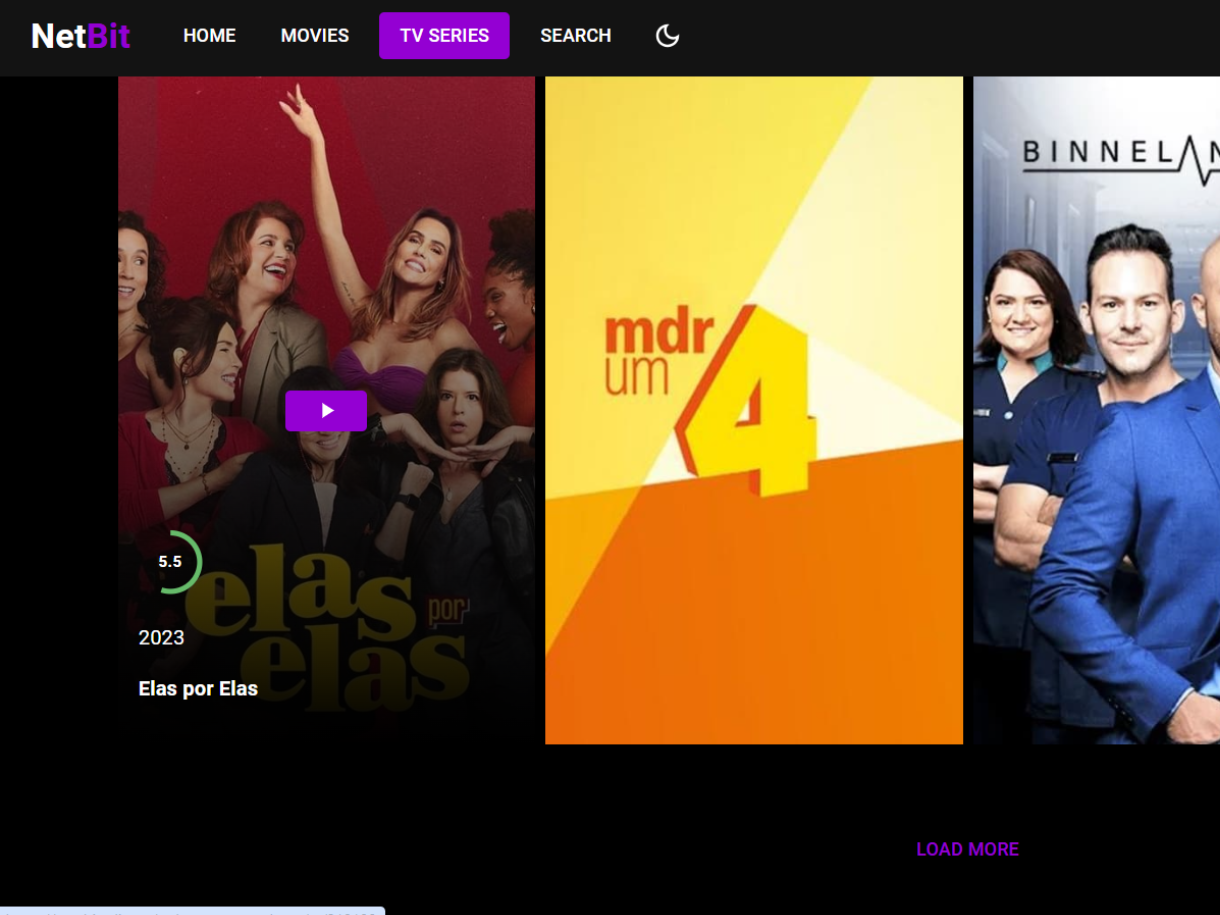 NetBit HOME MOVIES TV SERIES SEARCH
BINNELAN
mdr
um 4
5.5
elas por
elas
2023
Elas por Elas
LOAD MORE